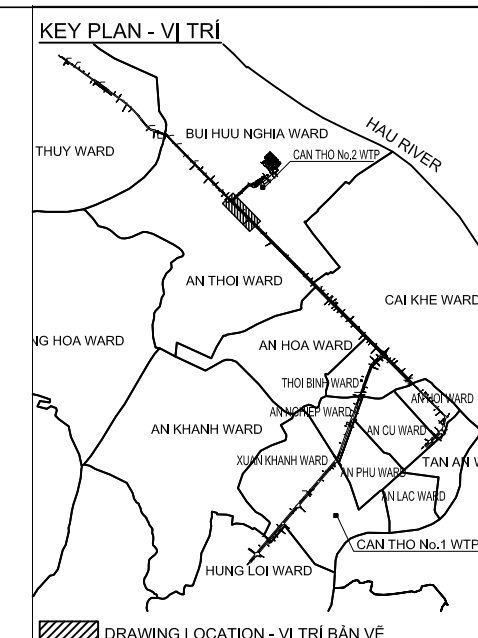 KEY PLAN - VỊ TRÍ
BUI HUU NGHIA WARD
HAU RIVER
THUY WARD
CAN THO No.2 WTP
AN THOI WARD
CAI KHE WARD
NG HOA WARD
AN HOA WARD
THOI BINH WARD
AN HOI WARD
AN NGHIEP WARD
AN KHANH WARD
AN CU WARD
XUAN KHANH WARD
AN PHU WARD
TAN AN W
AN LAC WARD
CAN THO No.1 WTP
HUNG LOI WARD
DRAWING LOCATION - VỊ TRÍ BẢN VẼ